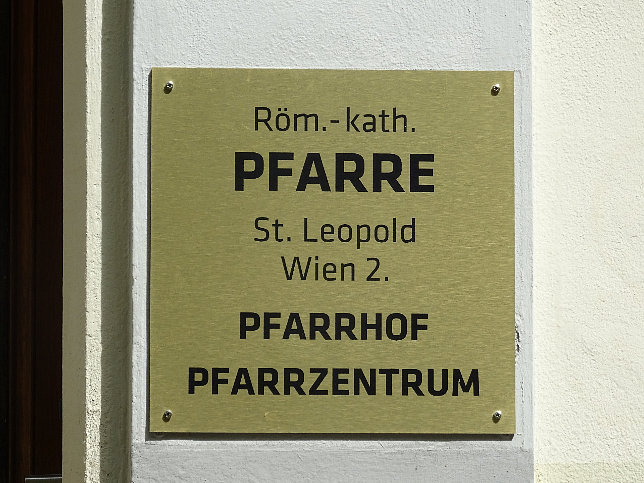 Röm.-kath.
PFARRE
St. Leopold
Wien 2.
PFARRHOF
PFARRZENTRUM